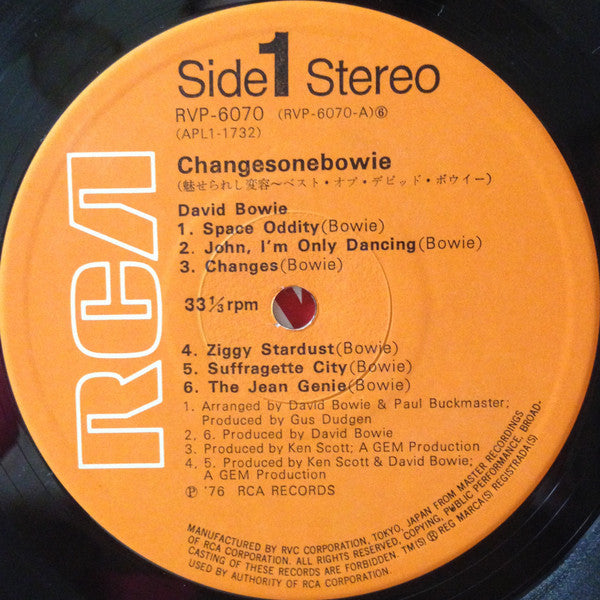 Side 1 Stereo
RVP-6070 (RVP-6070-A)⑥
(APL1-1732)
Changesonebowie
(魅せられし変容〜ベスト・オブ・デビッド・ボウイー)
David Bowie
1. Space Oddity(Bowie)
2. John, I'm Only Dancing(Bowie)
3. Changes(Bowie)
33⅓rpm
4. Ziggy Stardust(Bowie)
5. Suffragette City(Bowie)
6. The Jean Genie(Bowie)
1. Arranged by David Bowie & Paul Buckmaster;
Produced by Gus Dudgen
2, 6. Produced by David Bowie
3. Produced by Ken Scott; A GEM Production
4. 5. Produced by Ken Scott & David Bowie;
A GEM Production
Ⓟ '76 RCA RECORDS
RCA
MANUFACTURED BY RVC CORPORATION, TOKYO, JAPAN FROM MASTER RECORDINGS
OF RCA CORPORATION. ALL RIGHTS RESERVED, COPYING, PWBLIC PERFORMANCE, BROAD-
CASTING OF THESE RECORDS ARE FORBIDDEN. TM(S) ® REG MARCA(S) REGISTRADA(S)
USED BY AUTHORITY OF RCA CORPORATION.